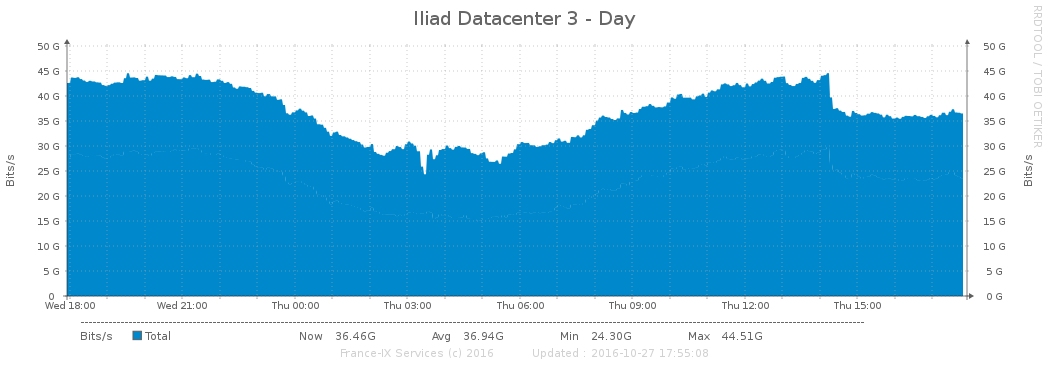 Iliad Datacenter 3 - Day
RRDTOOL / TOBI OETIKER
50 G 50 G
45 G 45 G
40 G 40 G
35 G 35 G
30 G 30 G
25 G 25 G
20 G 20 G
15 G 15 G
10 G 10 G
5 G 5 G
0 0 G
Bits/s Bits/s
Wed 18:00 Wed 21:00 Thu 00:00 Thu 03:00 Thu 06:00 Thu 09:00 Thu 12:00 Thu 15:00
Bits/s Total Now 36.46G Avg 36.94G Min 24.30G Max 44.51G
France-IX Services (c) 2016 Updated : 2016-10-27 17:55:08